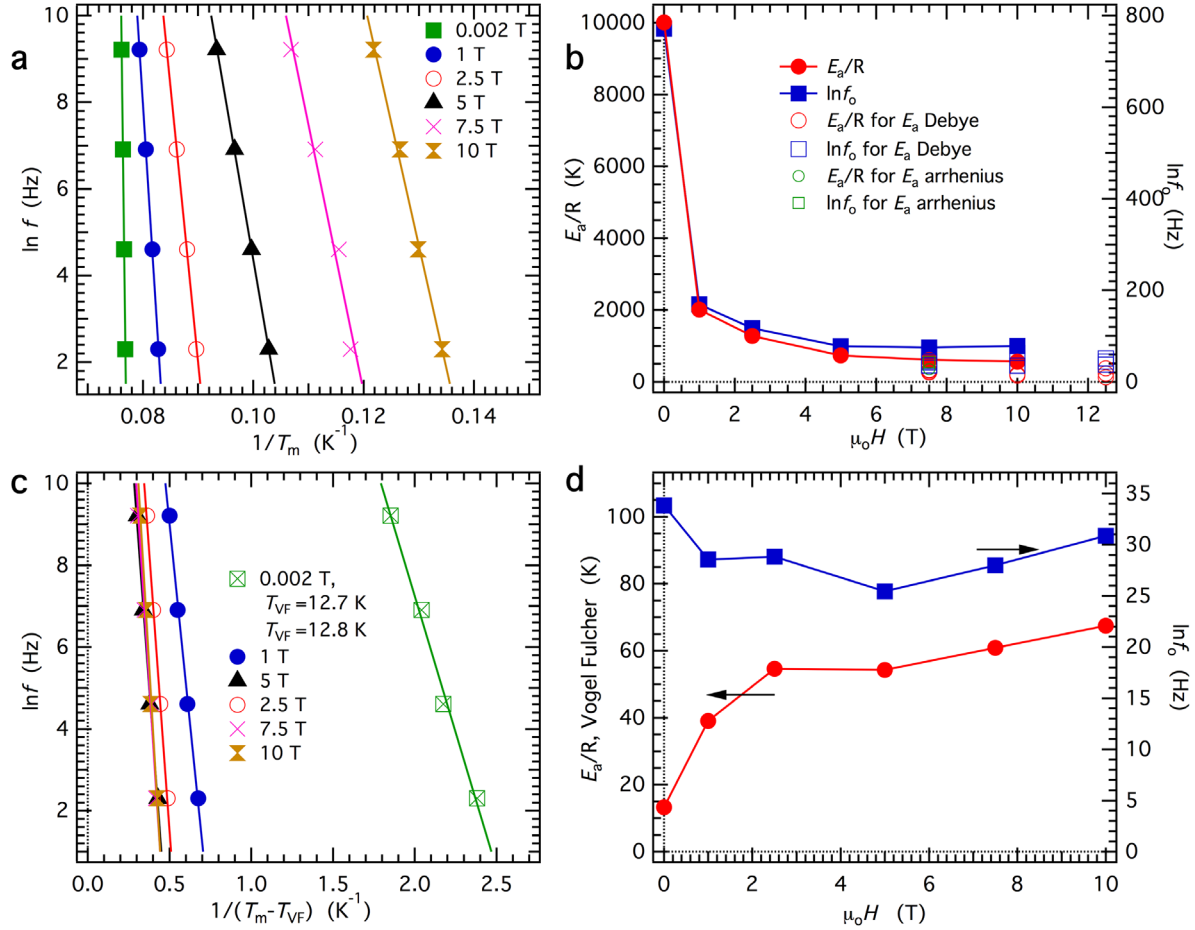 a
10
8
6
4
2
ln f (Hz)
0.002 T
1 T
2.5 T
5 T
7.5 T
10 T
0.08
0.10
0.12
0.14
1/Tm (K-1)
b
10000
8000
6000
4000
2000
0
Ea/R (K)
Ea/R
lnfo
Ea/R for Ea Debye
lnfo for Ea Debye
Ea/R for Ea arrhenius
lnfo for Ea arrhenius
800
600
400
200
0
lnfo (Hz)
0
2
4
6
8
10
12
μoH (T)
c
10
8
6
4
2
lnf (Hz)
0.002 T,
TVF=12.7 K
TVF=12.8 K
1 T
5 T
2.5 T
7.5 T
10 T
0.0
0.5
1.0
1.5
2.0
2.5
1/(Tm-TVF) (K-1)
d
100
80
60
40
20
0
Ea/R, Vogel Fulcher (K)
35
30
25
20
15
10
5
0
lnfo (Hz)
0
2
4
6
8
10
μoH (T)